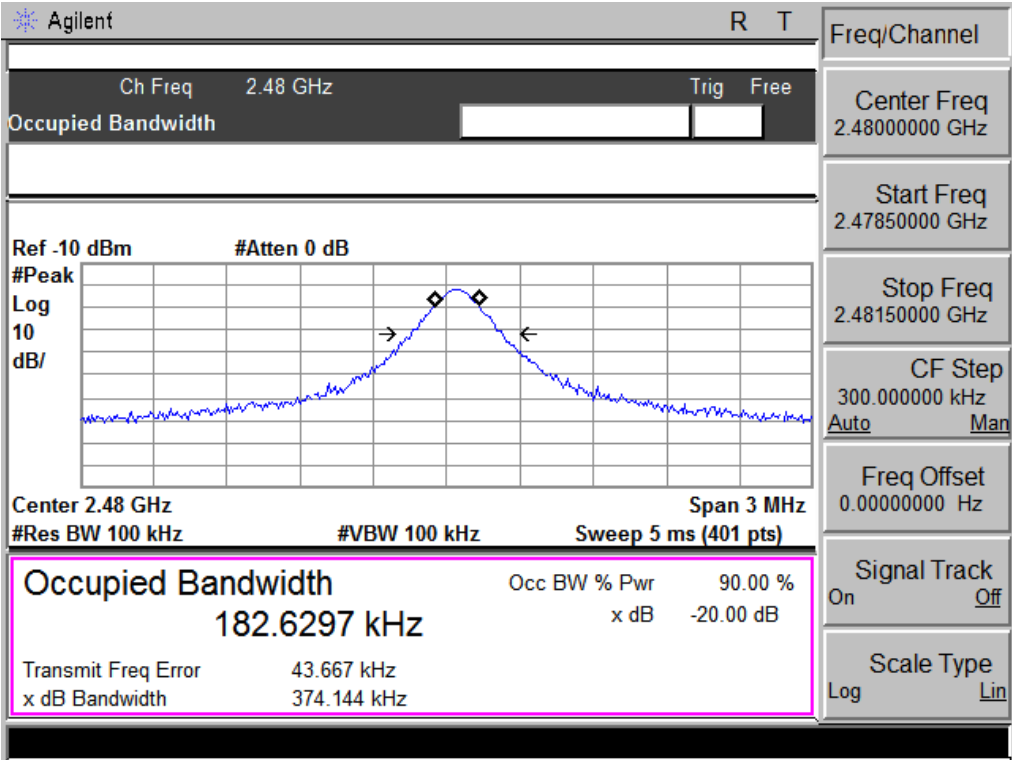 Agilent R T
Ch Freq 2.48 GHz Trig Free
Occupied Bandwidth
Ref -10 dBm #Atten 0 dB
#Peak
Log
10
dB/
Center 2.48 GHz Span 3 MHz
#Res BW 100 kHz #VBW 100 kHz Sweep 5 ms (401 pts)
Occupied Bandwidth Occ BW % Pwr 90.00 %
182.6297 kHz x dB -20.00 dB
Transmit Freq Error 43.667 kHz
x dB Bandwidth 374.144 kHz
Freq/Channel
Center Freq
2.48000000 GHz
Start Freq
2.47850000 GHz
Stop Freq
2.48150000 GHz
CF Step
300.000000 kHz
Auto Man
Freq Offset
0.00000000 Hz
Signal Track
On Off
Scale Type
Log Lin